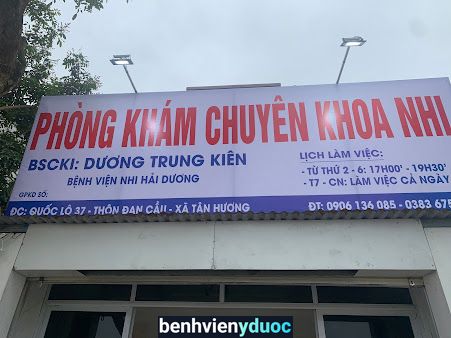 PHÒNG KHÁM CHUYÊN KHOA NHI
BSCKI: DƯƠNG TRUNG KIÊN
BỆNH VIỆN NHI HẢI DƯƠNG
LỊCH LÀM VIỆC:
- TỪ THỨ 2 - 6: 17H00' - 19H30'
- T7 - CN: LÀM VIỆC CẢ NGÀY
GPKD SỐ:
ĐC: QUỐC LỘ 37 - THÔN ĐAN CẦU - XÃ TÂN HƯƠNG
ĐT: 0906 136 085 - 0383 675
benhvienyduoc